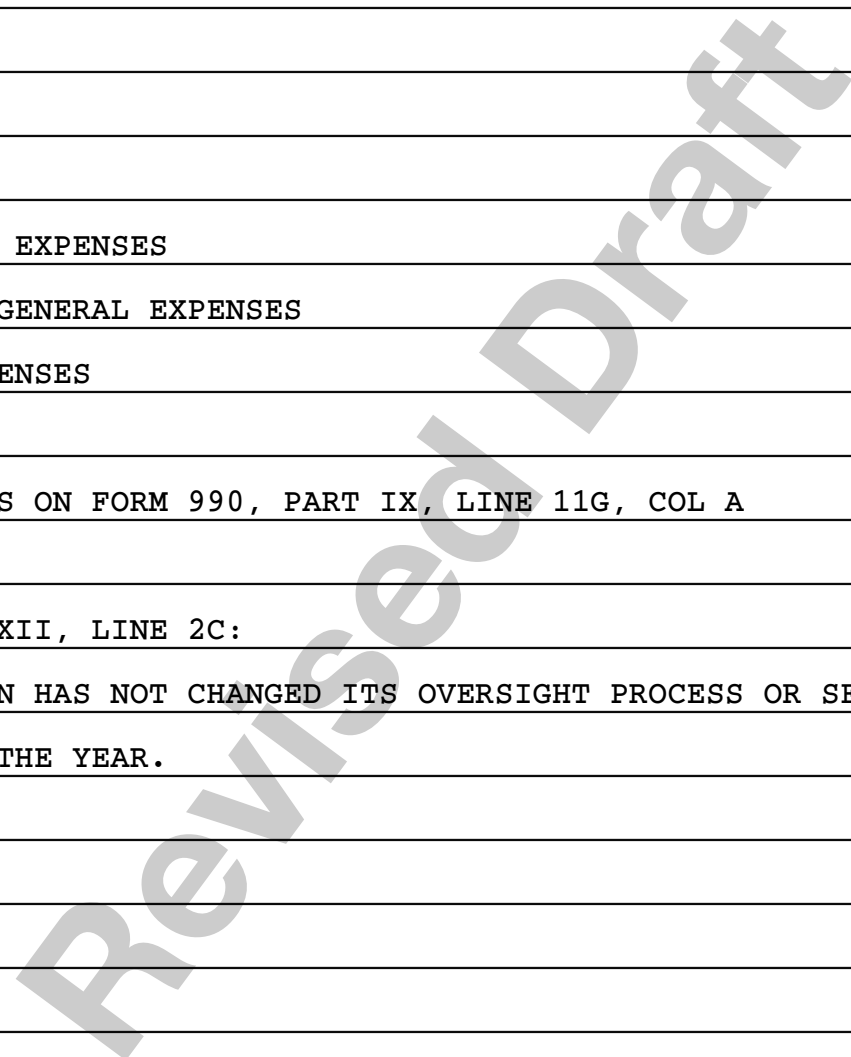 EXPENSES
GENERAL EXPENSES
ENSES
S ON FORM 990, PART IX, LINE 11G, COL A
XII, LINE 2C:
N HAS NOT CHANGED ITS OVERSIGHT PROCESS OR SE
THE YEAR.
Revised Draft